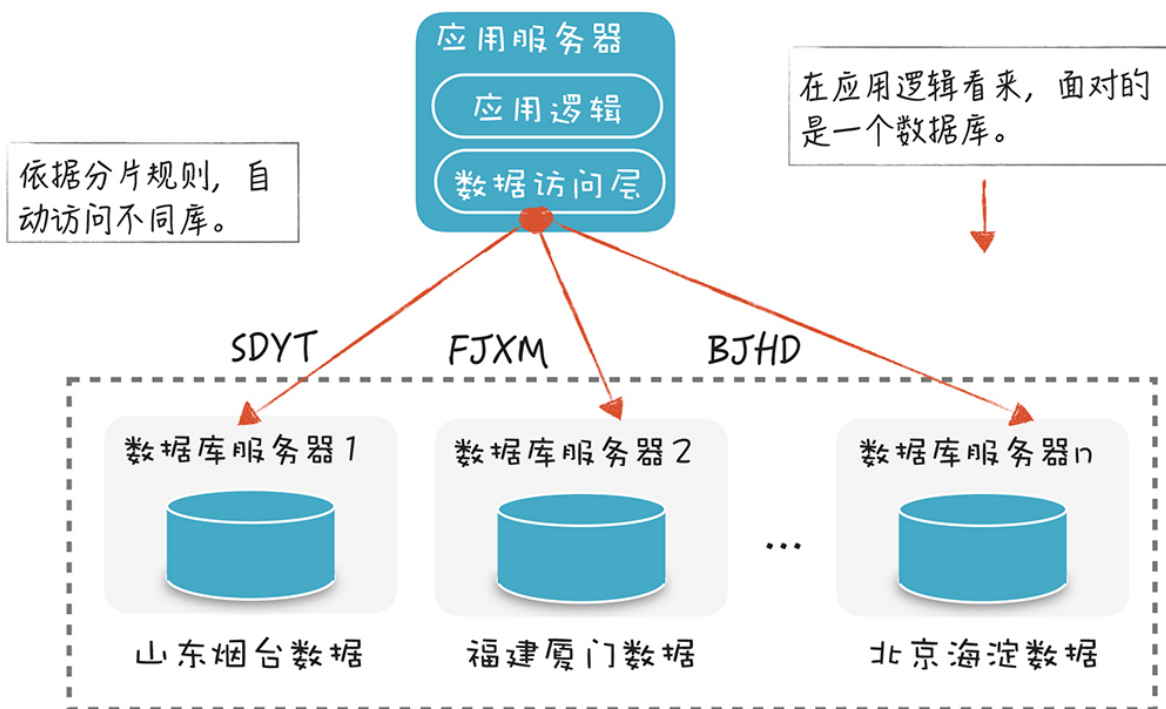 应用服务器
应用逻辑
数据访问层
在应用逻辑看来，面对的
是一个数据库。
依据分片规则，自
动访问不同库。
SDYT
FJXM
BJHD
数据库服务器1
数据库服务器2
数据库服务器n
...
山东烟台数据
福建厦门数据
北京海淀数据